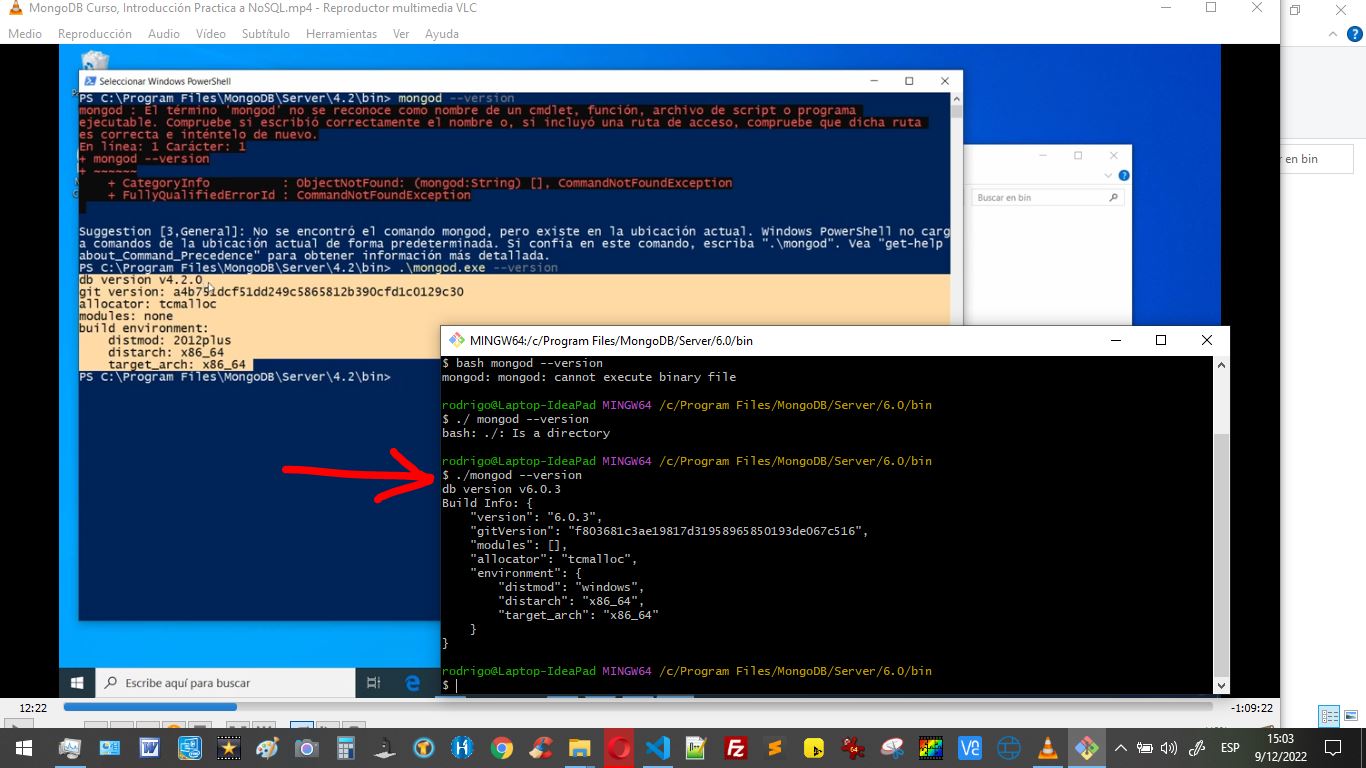 MongoDB Curso, Introducción Practica a NoSQL.mp4 - Reproductor multimedia VLC
Medio Reproducción Audio Vídeo Subtítulo Herramientas Ver Ayuda
Seleccionar Windows PowerShell
PS C:\Program Files\MongoDB\Server\4.2\bin> mongod --version
mongod : El término 'mongod' no se reconoce como nombre de un cmdlet, función, archivo de script o programa
ejecutable. Compruebe si escribió correctamente el nombre o, si incluyó una ruta de acceso, compruebe que dicha ruta
es correcta e inténtelo de nuevo.
En línea: 1 Carácter: 1
+ mongod --version
+ ~~~~~~
+ CategoryInfo : ObjectNotFound: (mongod:String) [], CommandNotFoundException
+ FullyQualifiedErrorId : CommandNotFoundException
Suggestion [3,General]: No se encontró el comando mongod, pero existe en la ubicación actual. Windows PowerShell no carg
a comandos de la ubicación actual de forma predeterminada. Si confía en este comando, escriba ".\mongod". Vea "get-help
about_Command_Precedence" para obtener información más detallada.
PS C:\Program Files\MongoDB\Server\4.2\bin> .\mongod.exe --version
db version v4.2.0
git version: a4b751dcf51dd249c5865812b390cfd1c0129c30
allocator: tcmalloc
modules: none
build environment:
distmod: 2012plus
distarch: x86_64
target_arch: x86_64
PS C:\Program Files\MongoDB\Server\4.2\bin>
Buscar en bin
en bin
MINGW64:/c/Program Files/MongoDB/Server/6.0/bin
$ bash mongod --version
mongod: mongod: cannot execute binary file
rodrigo@Laptop-IdeaPad MINGW64 /c/Program Files/MongoDB/Server/6.0/bin
$ ./ mongod --version
bash: ./: Is a directory
rodrigo@Laptop-IdeaPad MINGW64 /c/Program Files/MongoDB/Server/6.0/bin
$ ./mongod --version
db version v6.0.3
Build Info: {
"version": "6.0.3",
"gitVersion": "f803681c3ae19817d31958965850193de067c516",
"modules": [],
"allocator": "tcmalloc",
"environment": {
"distmod": "windows",
"distarch": "x86_64",
"target_arch": "x86_64"
}
}
rodrigo@Laptop-IdeaPad MINGW64 /c/Program Files/MongoDB/Server/6.0/bin
$
Escribe aquí para buscar
12:22 -1:09:22
ESP
15:03
9/12/2022